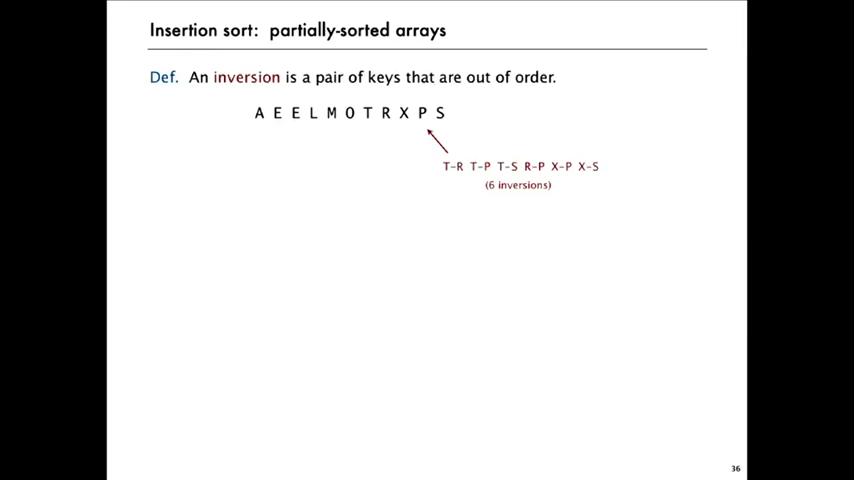 Insertion sort: partially-sorted arrays
Def. An inversion is a pair of keys that are out of order.
A E E L M O T R X P S
T-R T-P T-S R-P X-P X-S
(6 inversions)
36